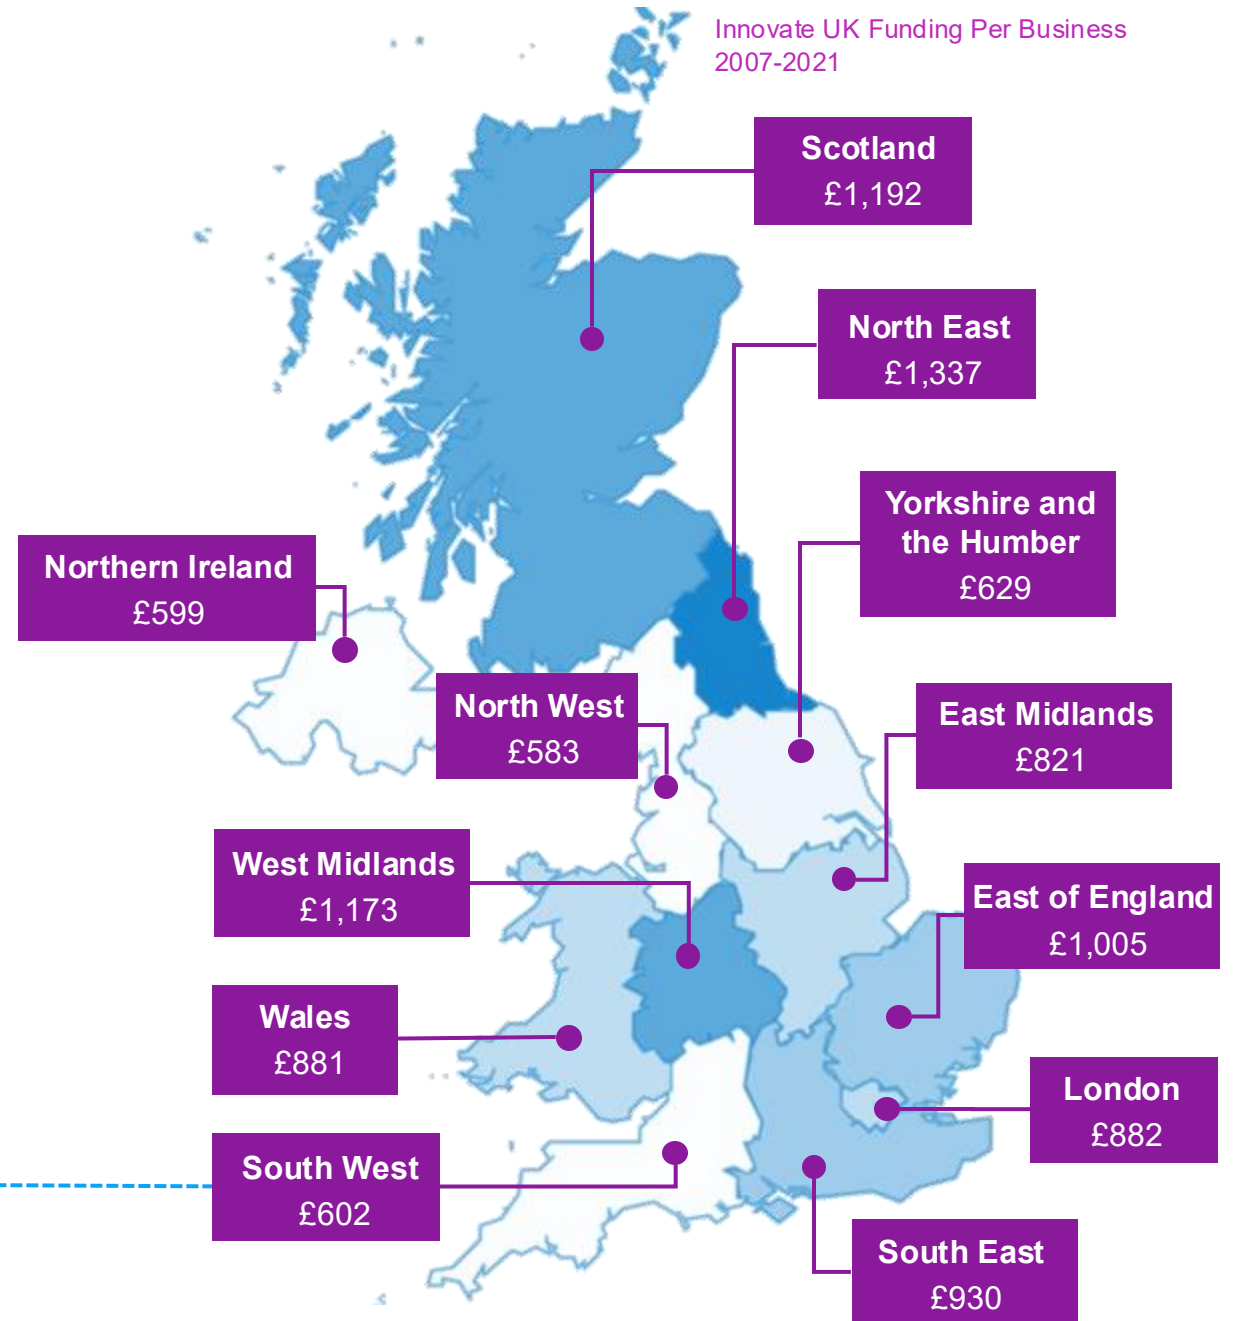 Innovate UK Funding Per Business
2007-2021
Scotland
£1,192
North East
£1,337
Yorkshire and
the Humber
£629
Northern Ireland
£599
North West
£583
East Midlands
£821
West Midlands
£1,173
East of England
£1,005
Wales
£881
London
£882
South West
£602
South East
£930